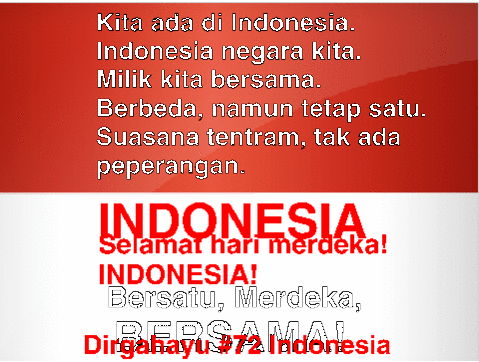 Kita ada di Indonesia.
Indonesia negara kita.
Milik kita bersama.
Berbeda, namun tetap satu.
Suasana tentram, tak ada
peperangan.
INDONESIA
Selamat hari merdeka!
INDONESIA!
Bersatu, Merdeka,
BERSAMA!
Dirgahayu #72 Indonesia